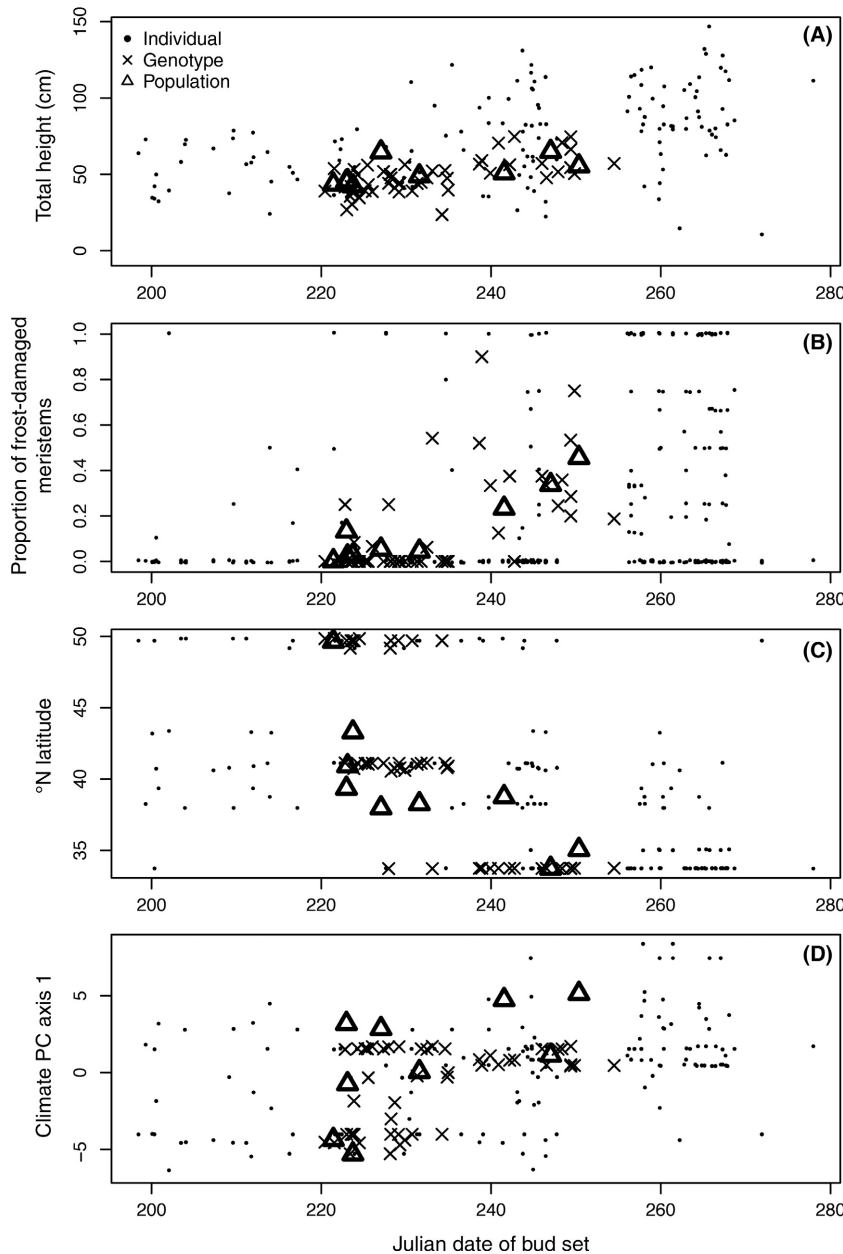 (A)
• Individual
× Genotype
△ Population
Total height (cm)
150
100
50
0
200 220 240 260 280
(B)
Proportion of frost-damaged
meristems
1.0
0.8
0.6
0.4
0.2
0.0
200 220 240 260 280
(C)
°N latitude
50
45
40
35
200 220 240 260 280
(D)
Climate PC axis 1
5
0
−5
200 220 240 260 280
Julian date of bud set